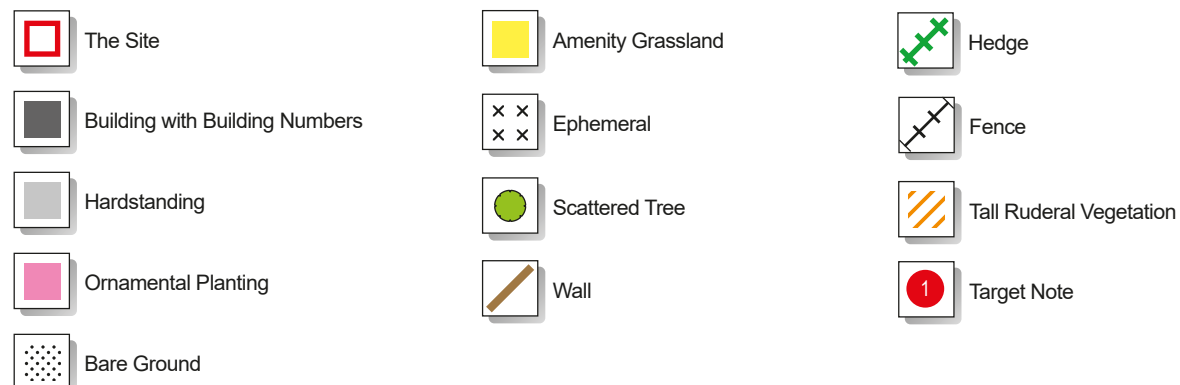 The Site
Building with Building Numbers
Hardstanding
Ornamental Planting
Bare Ground
Amenity Grassland
Ephemeral
Scattered Tree
Wall
Hedge
Fence
Tall Ruderal Vegetation
1
Target Note